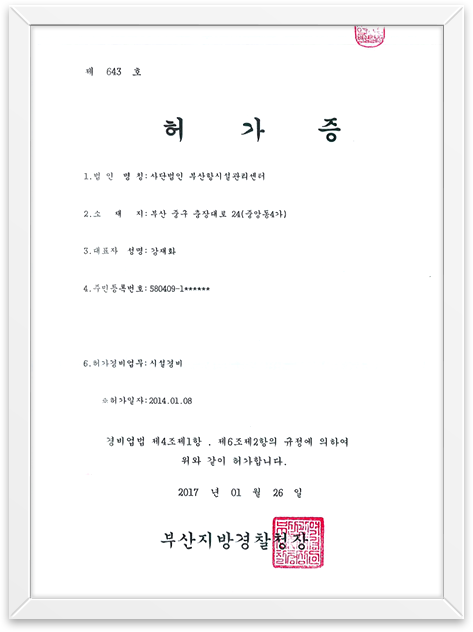 제 643 호
허 가 증
1.법 인 명 칭: 사단법인 부산항시설관리센터
2.소 재 지: 부산 중구 충장대로 24(중앙동4가)
3.대표자 성명: 강재화
4.주민등록번호: 580409-1******
6.허가경비업무: 시설경비
※허가일자: 2014.01.08
경비업법 제4조제1항 , 제6조제2항의 규정에 의하여
위와 같이 허가합니다.
2017 년 01 월 26 일
부산지방경찰청장